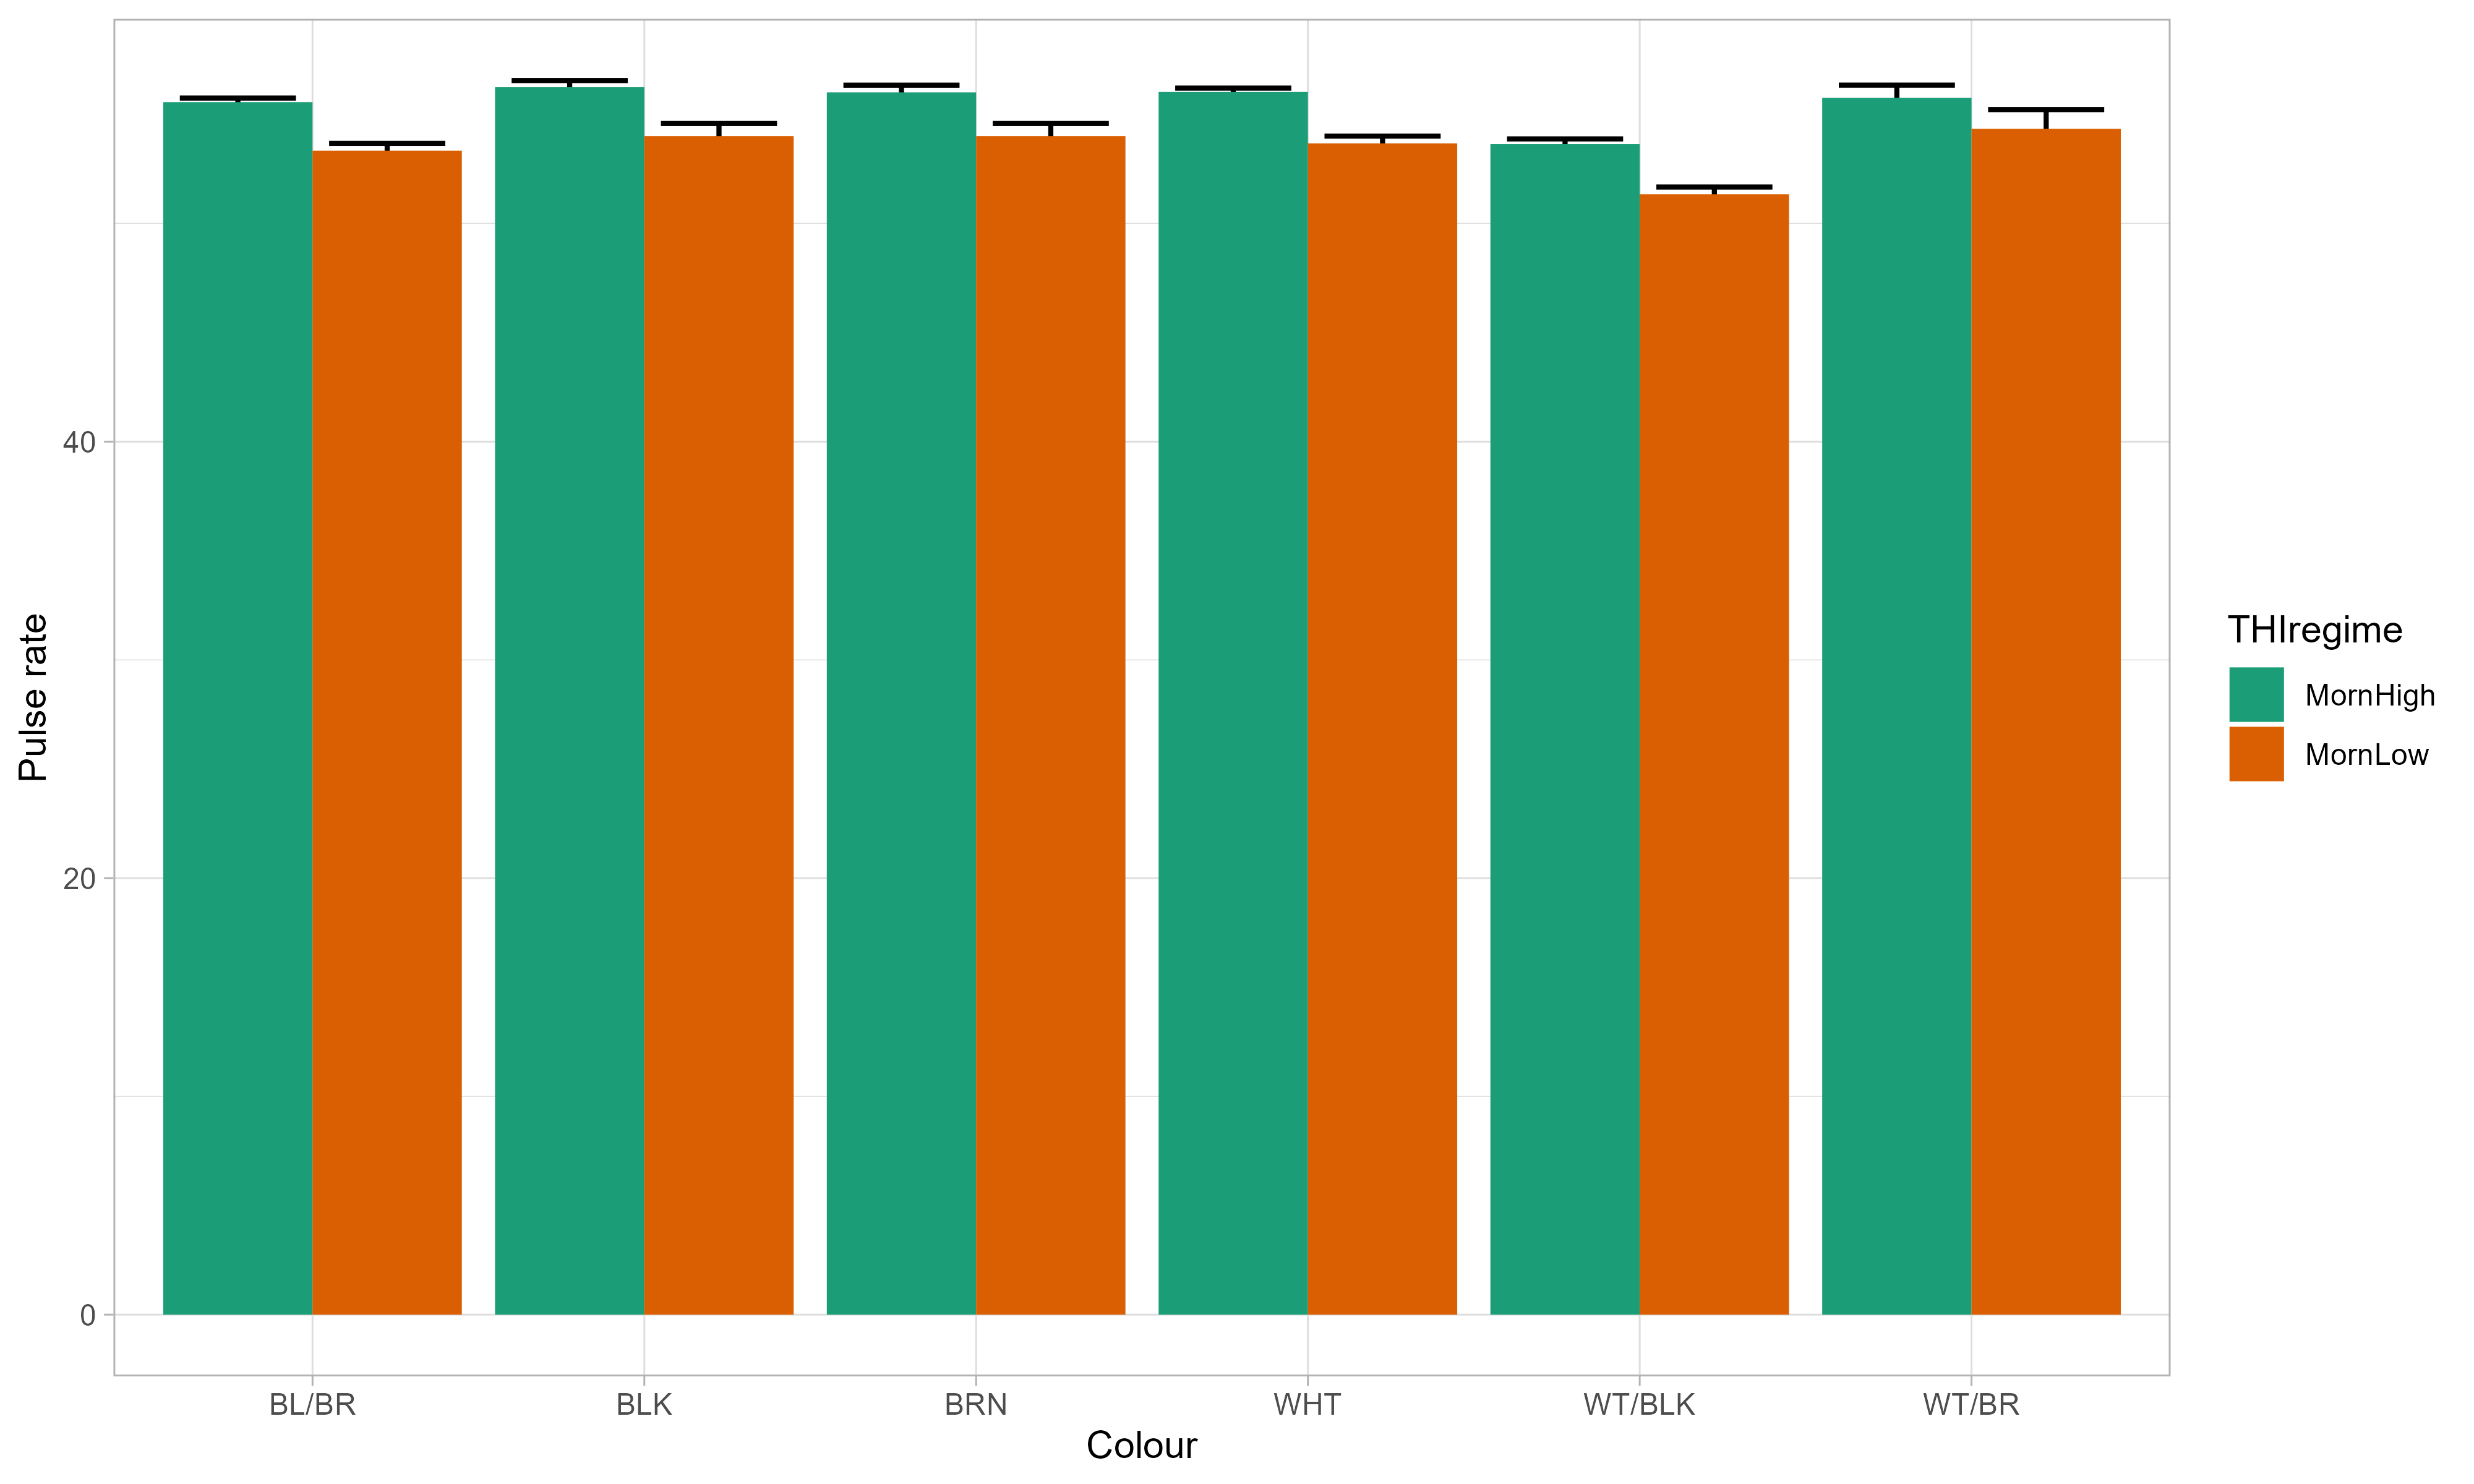 Pulse rate
40
20
0
BL/BR BLK BRN WHT WT/BLK WT/BR
Colour
THIregime
MornHigh
MornLow